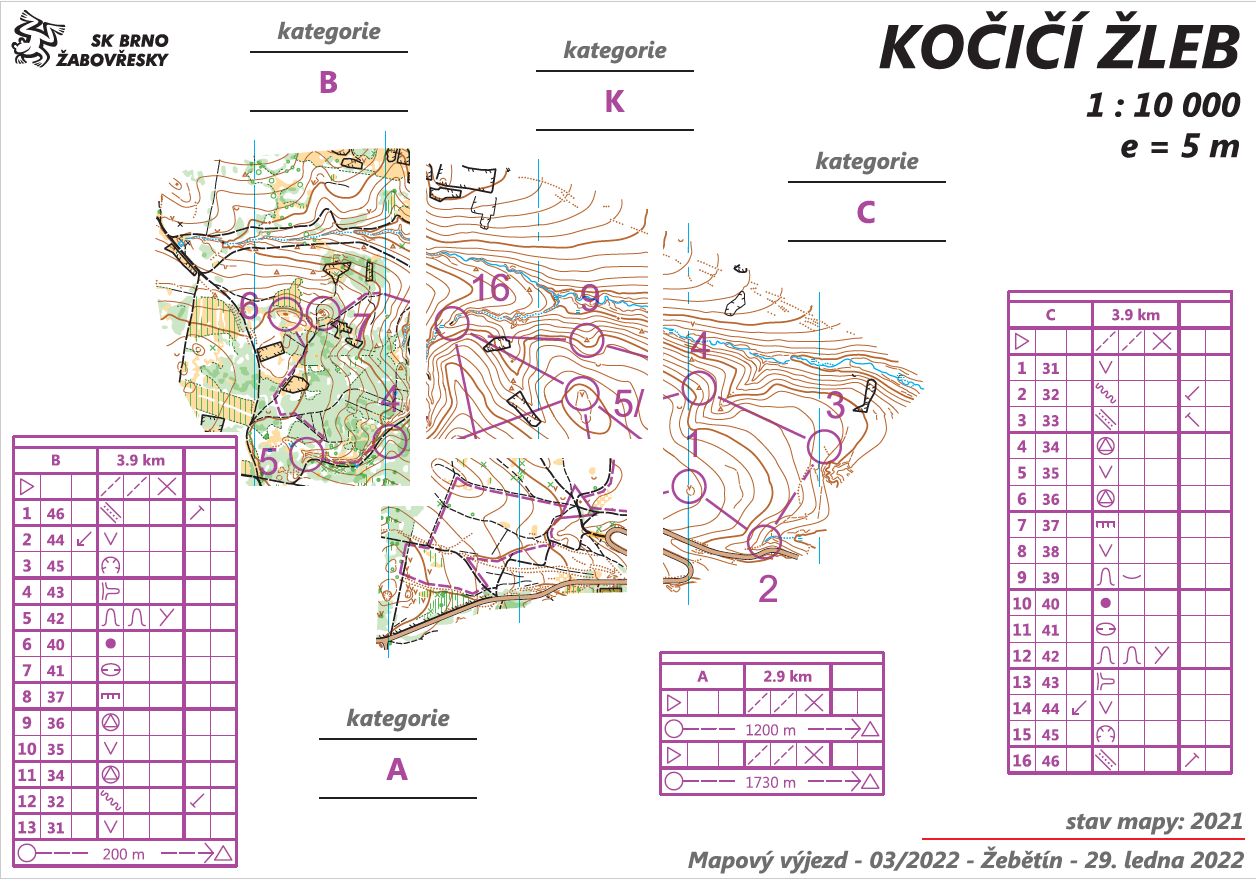 SK BRNO
ŽABOVŘESKY
kategorie
B
kategorie
K
kategorie
C
KOČIČÍ ŽLEB
1 : 10 000
e = 5 m
6
7
4
5
16
9
5/
4
3
1
2
B 3.9 km
1 46
2 44
3 45
4 43
5 42
6 40
7 41
8 37
9 36
10 35
11 34
12 32
13 31
200 m
kategorie
A
A 2.9 km
1200 m
1730 m
C 3.9 km
1 31
2 32
3 33
4 34
5 35
6 36
7 37
8 38
9 39
10 40
11 41
12 42
13 43
14 44
15 45
16 46
stav mapy: 2021
Mapový výjezd - 03/2022 - Žebětín - 29. ledna 2022